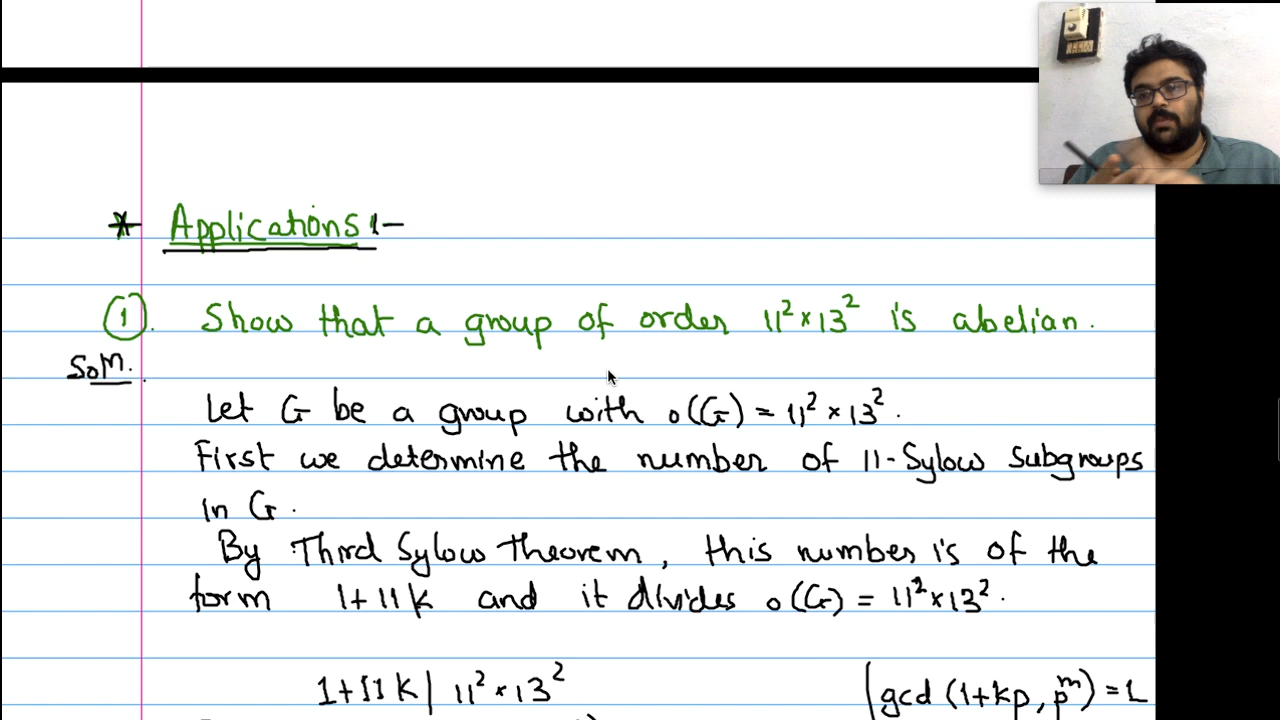 * Applications :-
(1). Show that a group of order 11² × 13² is abelian.
Soln.
Let G be a group with o(G) = 11² × 13².
First we determine the number of 11-Sylow subgroups
in G.
By Third Sylow Theorem, this number is of the
form 1+11k and it divides o(G) = 11² × 13².
1+11k | 11² × 13² (gcd (1+kp, pᵐ) = 1